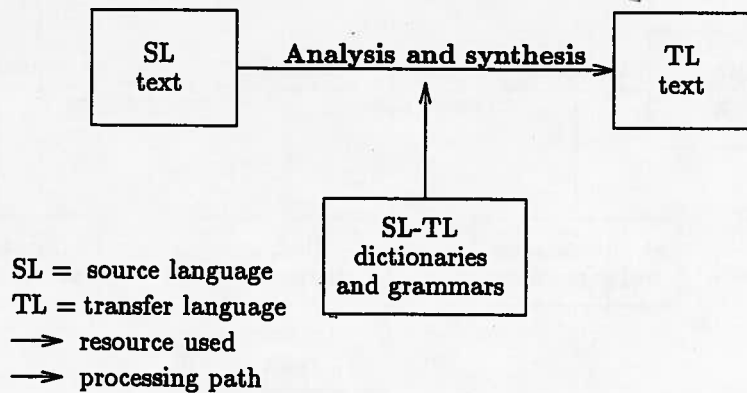 SL
text
Analysis and synthesis
TL
text
SL-TL
dictionaries
and grammars
SL = source language
TL = transfer language
resource used
processing path